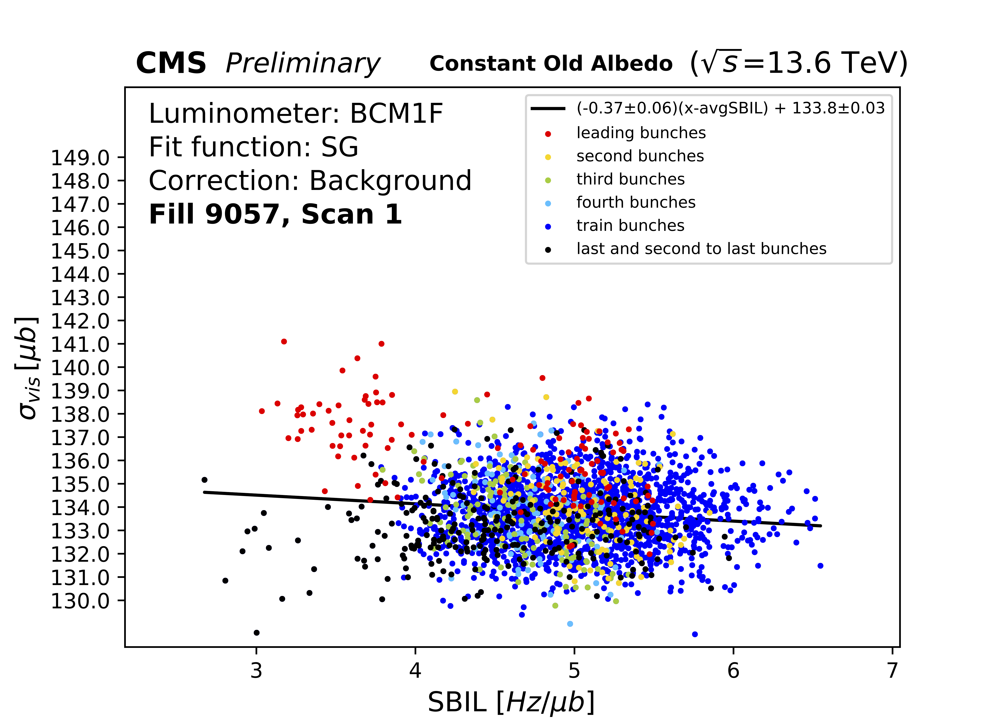 CMS Preliminary Constant Old Albedo (√s=13.6 TeV)
Luminometer: BCM1F
Fit function: SG
Correction: Background
Fill 9057, Scan 1
(-0.37±0.06)(x-avgSBIL) + 133.8±0.03
leading bunches
second bunches
third bunches
fourth bunches
train bunches
last and second to last bunches
149.0
148.0
147.0
146.0
145.0
144.0
143.0
142.0
141.0
140.0
139.0
138.0
137.0
136.0
135.0
134.0
133.0
132.0
131.0
130.0
σvis [μb]
3 4 5 6 7
SBIL [Hz/μb]